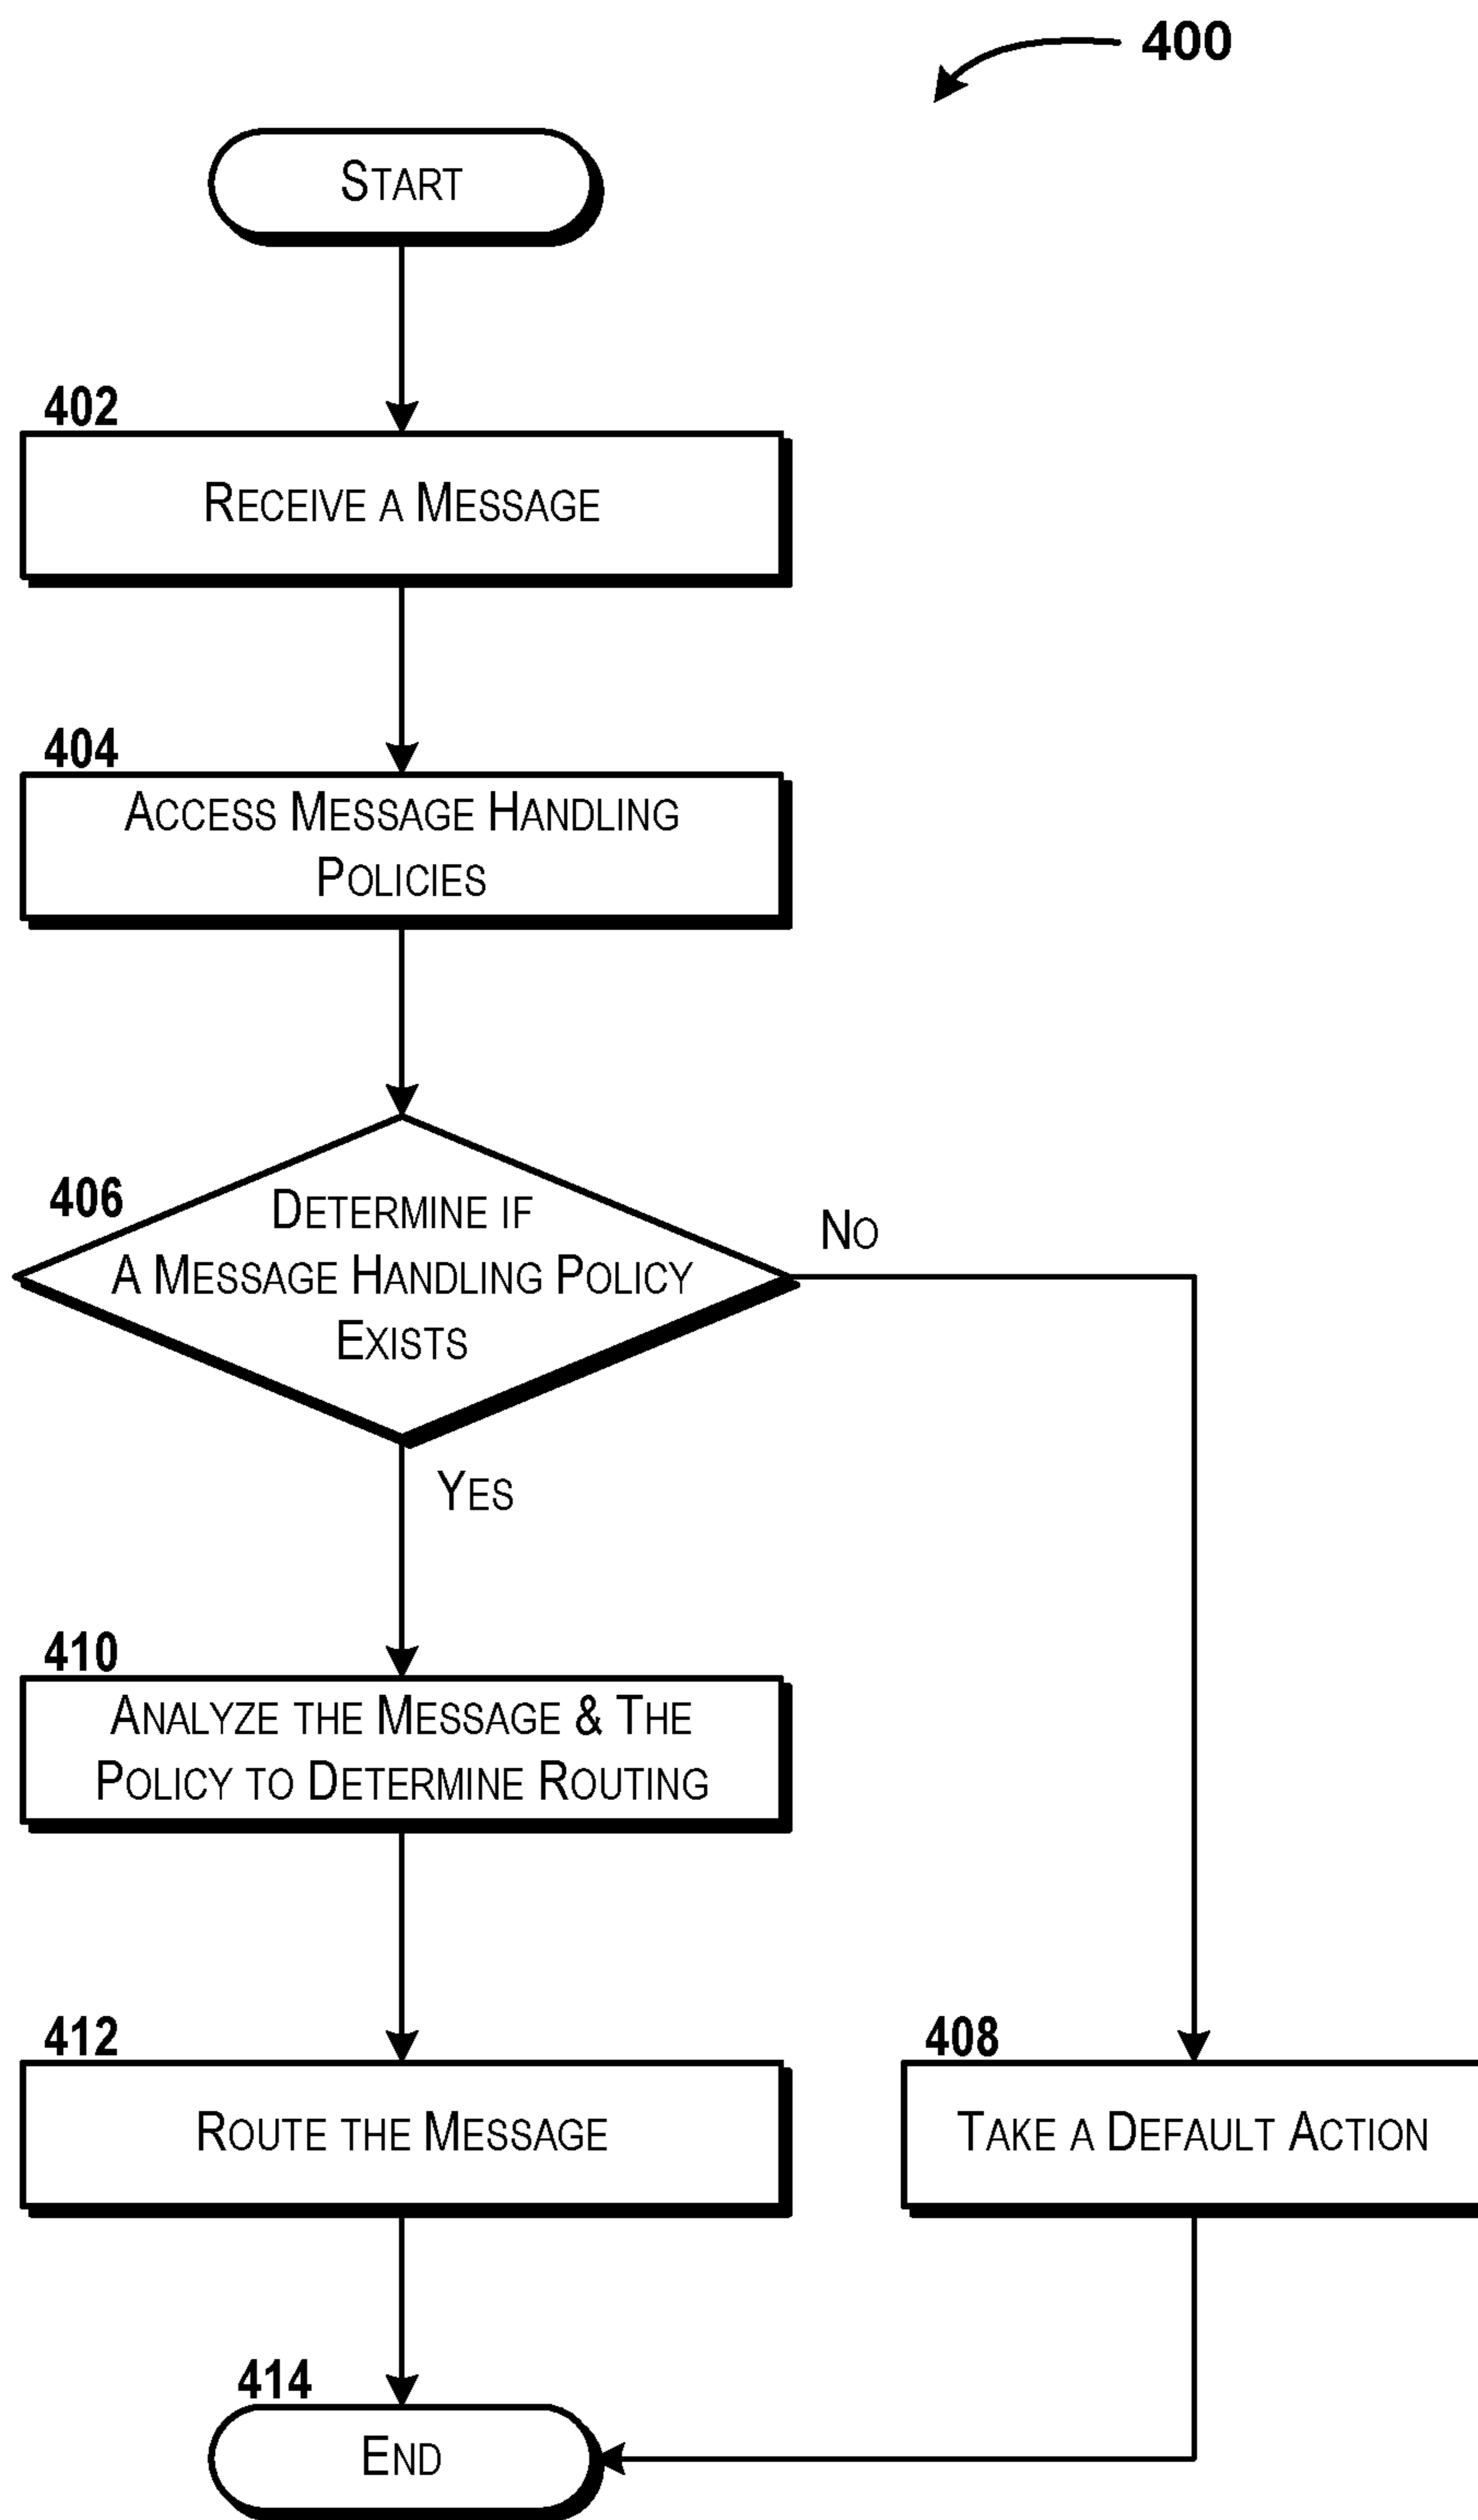 400
START
402
RECEIVE A MESSAGE
404
ACCESS MESSAGE HANDLING
POLICIES
406
DETERMINE IF
A MESSAGE HANDLING POLICY
EXISTS
NO
YES
410
ANALYZE THE MESSAGE & THE
POLICY TO DETERMINE ROUTING
412
ROUTE THE MESSAGE
408
TAKE A DEFAULT ACTION
414
END